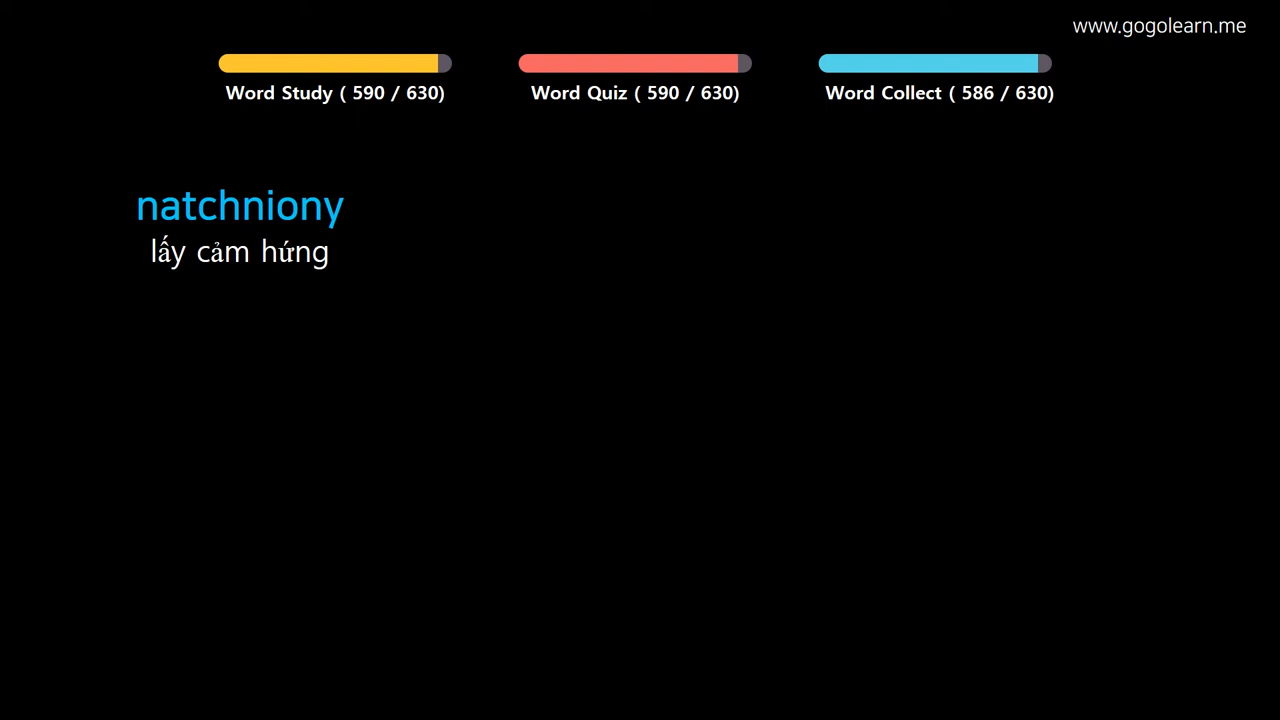 www.gogolearn.me
Word Study ( 590 / 630)
Word Quiz ( 590 / 630)
Word Collect ( 586 / 630)
natchniony
lấy cảm hứng